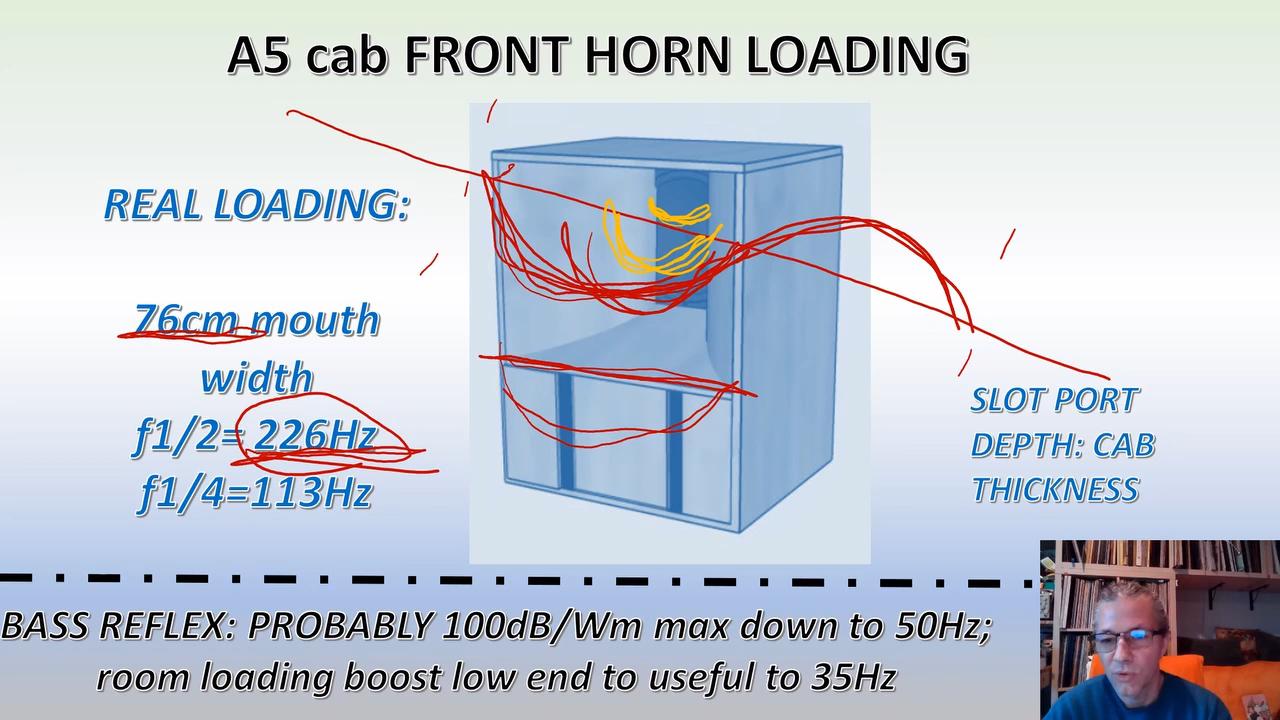 A5 cab FRONT HORN LOADING
REAL LOADING:
76cm mouth
width
f1/2= 226Hz
f1/4=113Hz
SLOT PORT
DEPTH: CAB
THICKNESS
BASS REFLEX: PROBABLY 100dB/Wm max down to 50Hz;
room loading boost low end to useful to 35Hz